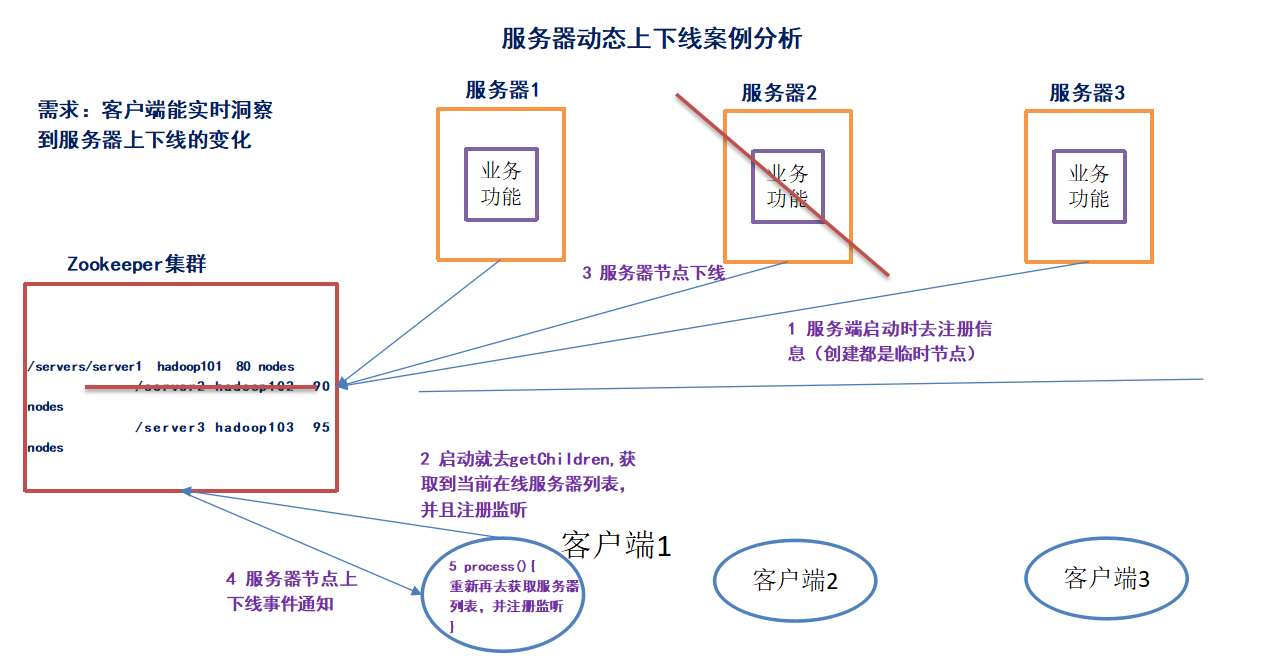 服务器动态上下线案例分析
需求：客户端能实时洞察
到服务器上下线的变化
服务器1
服务器2
服务器3
业务
功能
业务
功能
业务
功能
Zookeeper集群
3 服务器节点下线
1 服务端启动时去注册信
息（创建都是临时节点）
/servers/server1 hadoop101 80 nodes
/server2 hadoop102 90
nodes
/server3 hadoop103 95
nodes
2 启动就去getChildren,获
取到当前在线服务器列表,
并且注册监听
4 服务器节点上
下线事件通知
客户端1
5 process(){
重新再去获取服务器
列表，并注册监听
}
客户端2
客户端3